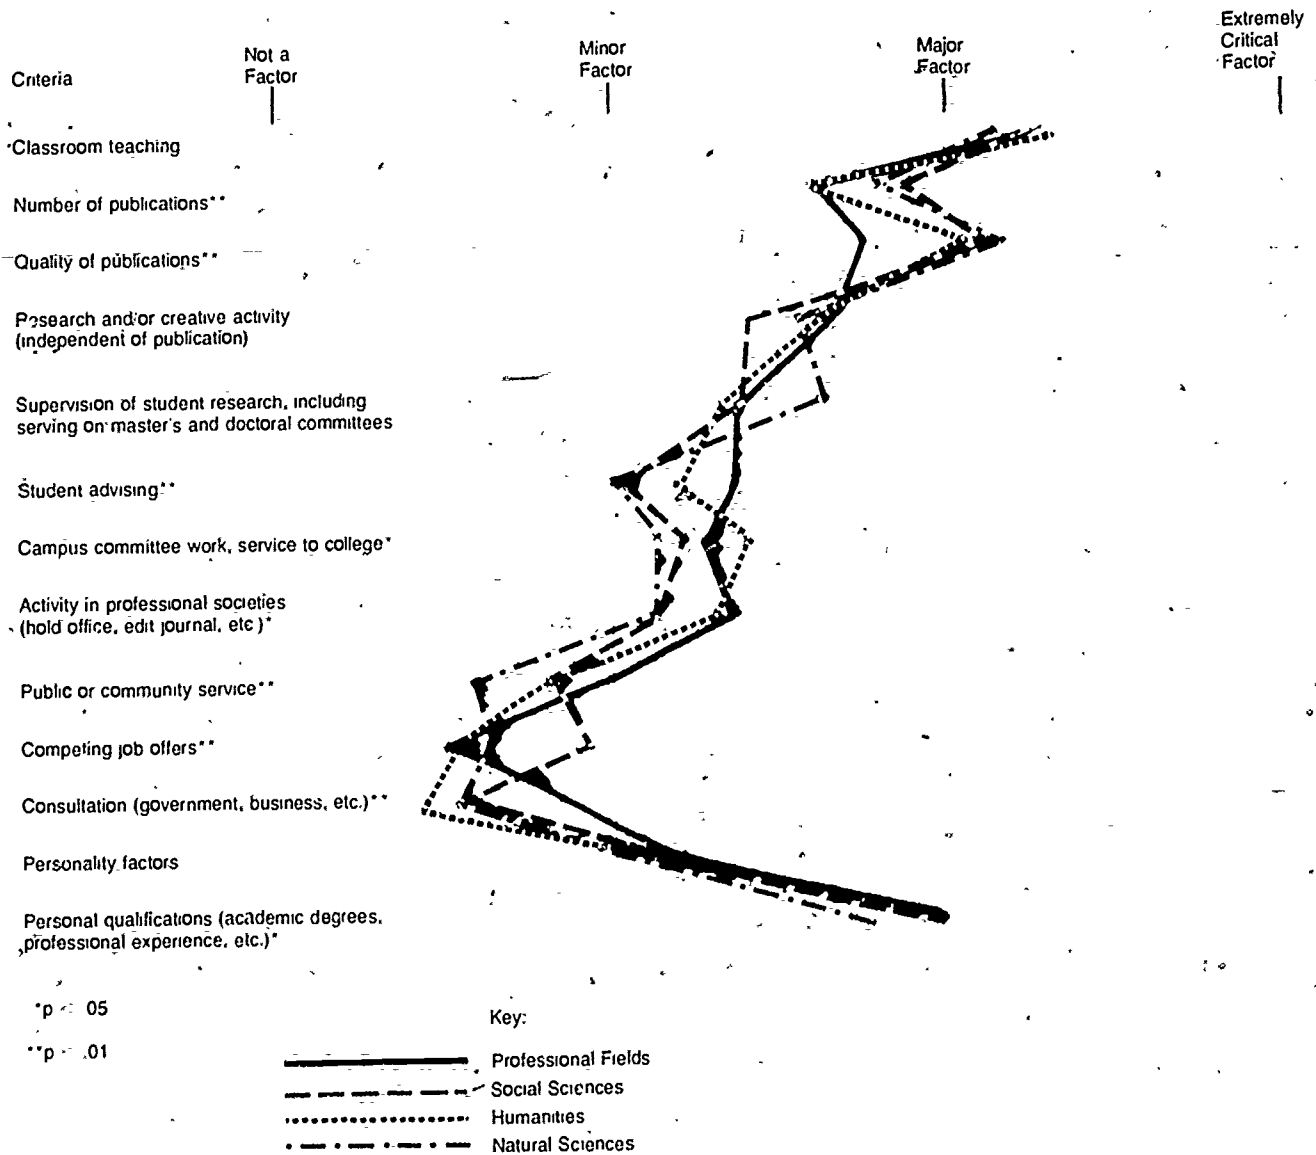 Criteria
Not a
Factor
Minor
Factor
Major
Factor
Extremely
Critical
Factor
Classroom teaching
Number of publications**
Quality of publications**
Research and/or creative activity
(independent of publication)
Supervision of student research, including
serving on master's and doctoral committees
Student advising**
Campus committee work, service to college*
Activity in professional societies
(hold office, edit journal, etc )*
Public or community service**
Competing job offers**
Consultation (government, business, etc.)**
Personality factors
Personal qualifications (academic degrees,
professional experience, etc.)*
*p < 05
**p .01
Key:
Professional Fields
Social Sciences
Humanities
Natural Sciences